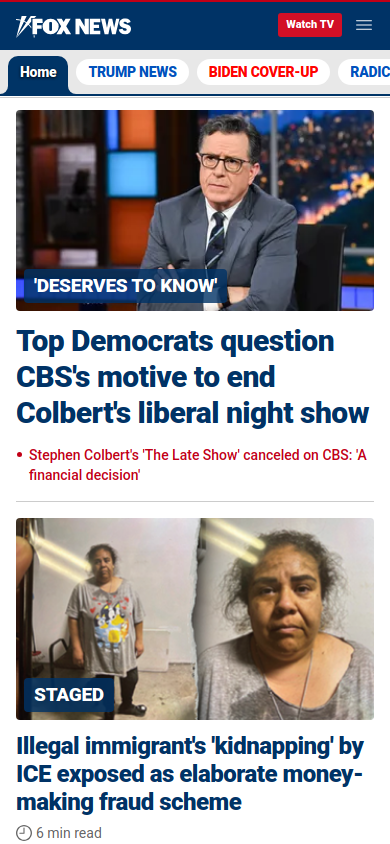 FOX NEWS
Watch TV
Home
TRUMP NEWS
BIDEN COVER-UP
RADIC
'DESERVES TO KNOW'
Top Democrats question
CBS's motive to end
Colbert's liberal night show
• Stephen Colbert's 'The Late Show' canceled on CBS: 'A
financial decision'
STAGED
Illegal immigrant's 'kidnapping' by
ICE exposed as elaborate money-
making fraud scheme
6 min read